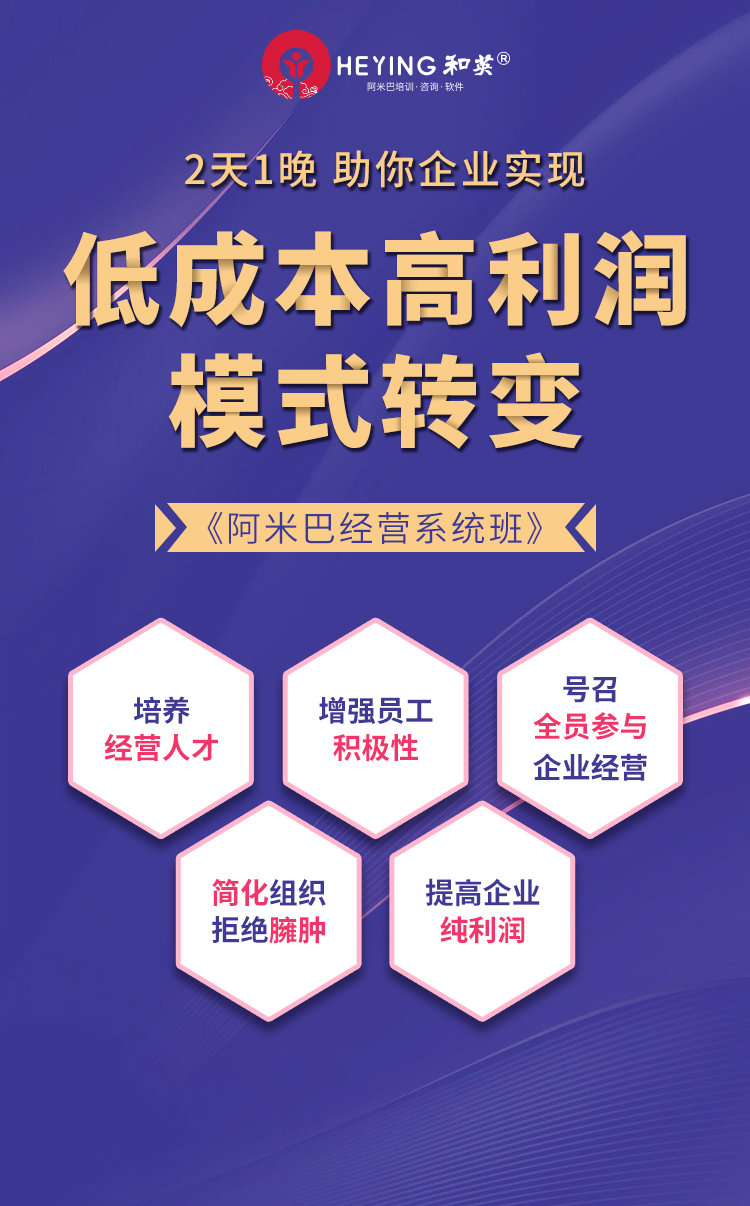 HEYING 和英®
阿米巴培训·咨询·软件
2天1晚 助你企业实现
低成本高利润
模式转变
《阿米巴经营系统班》
培养
经营人才
增强员工
积极性
号召
全员参与
企业经营
简化组织
拒绝臃肿
提高企业
纯利润